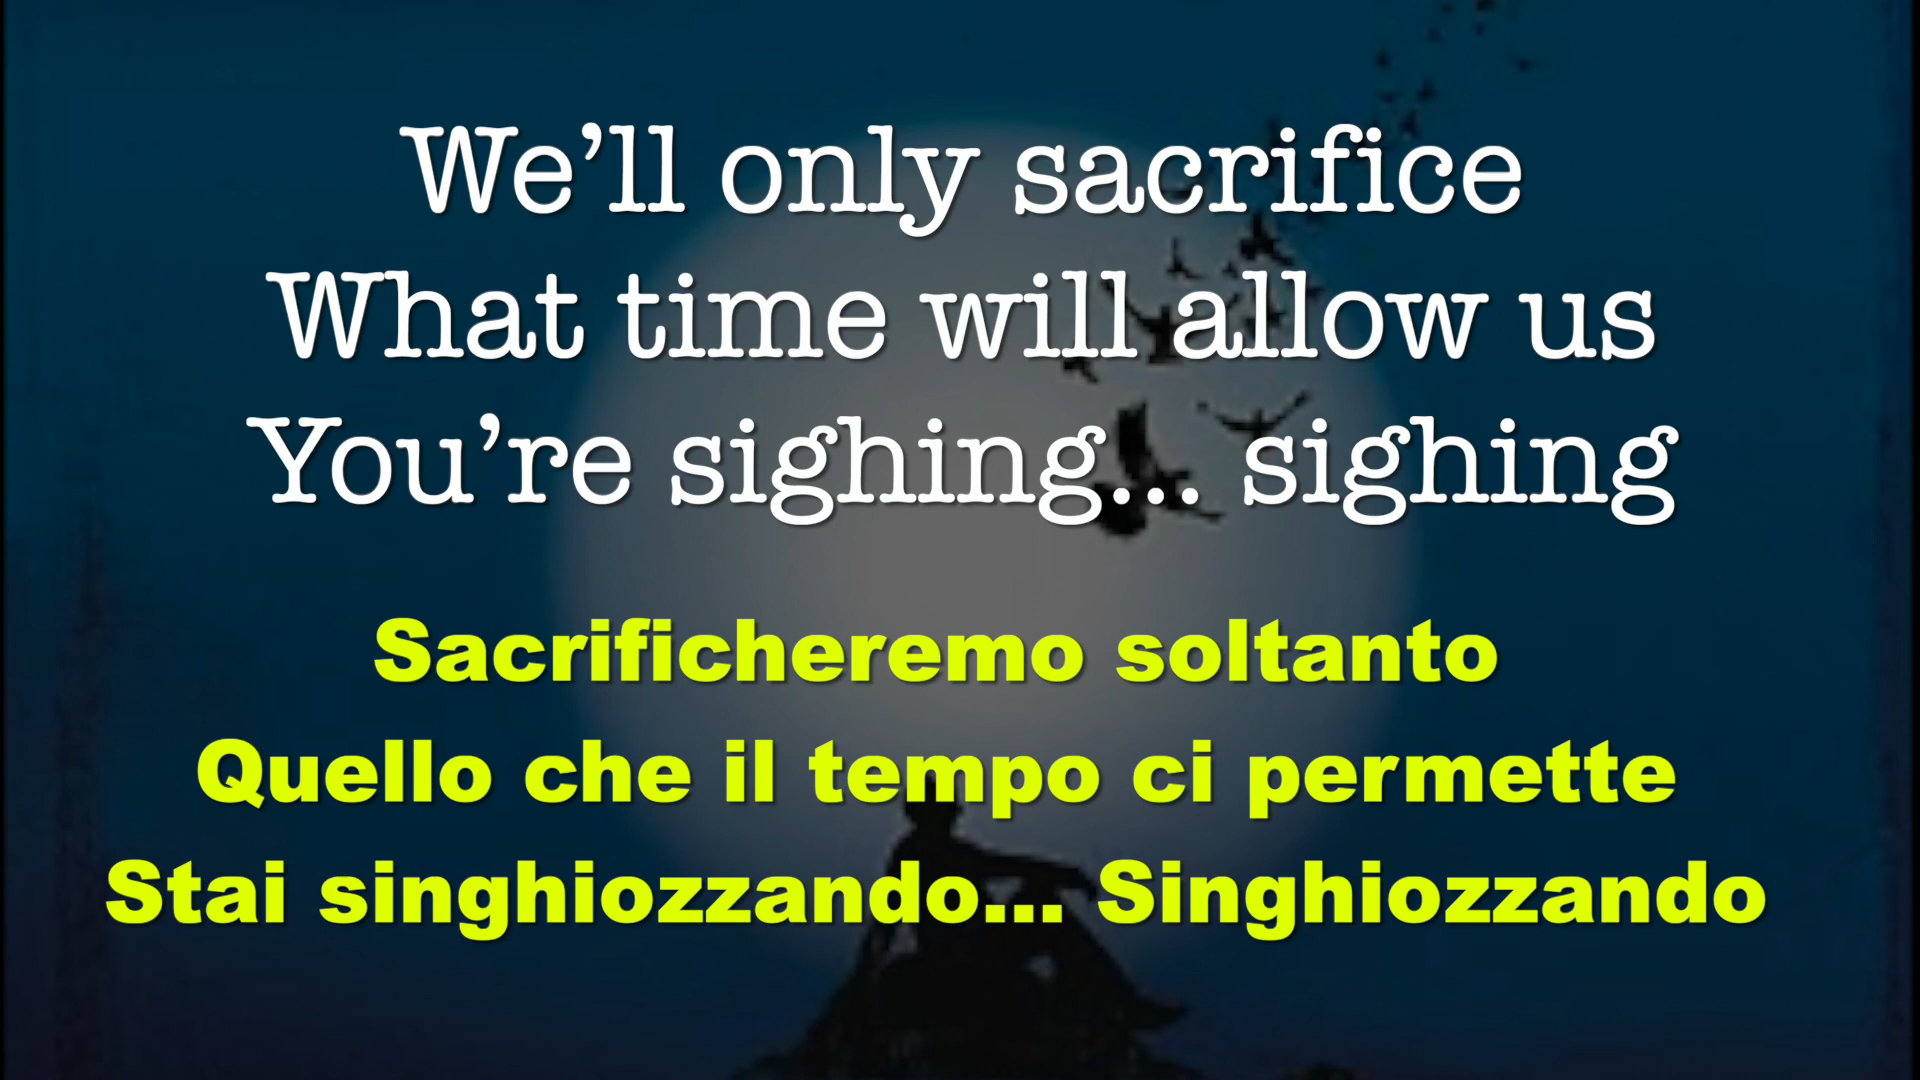 We’ll only sacrifice
What time will allow us
You’re sighing... sighing
Sacrificheremo soltanto
Quello che il tempo ci permette
Stai singhiozzando... Singhiozzando